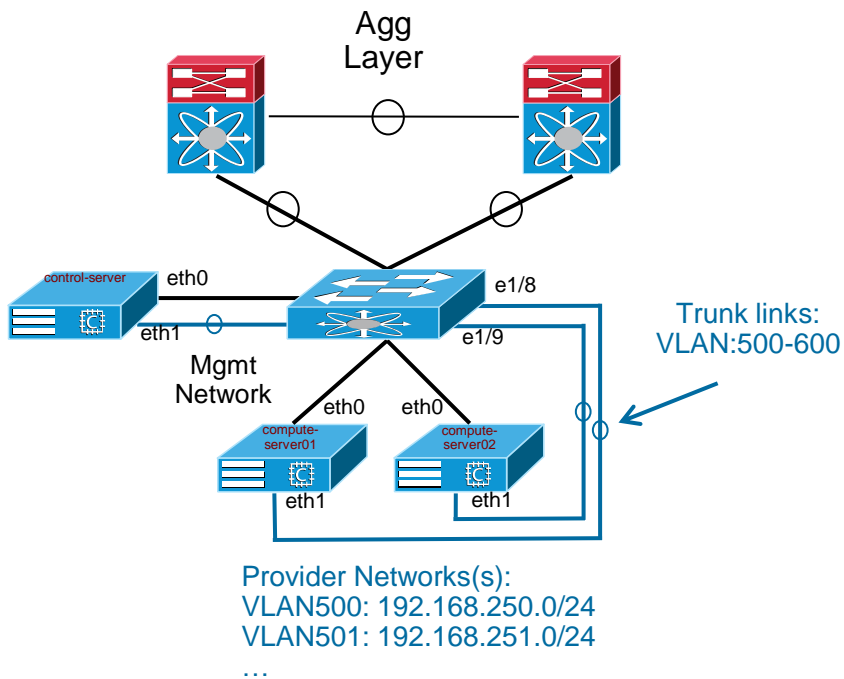 Agg
Layer
control-server
eth0
e1/8
eth1
e1/9
Trunk links:
VLAN:500-600
Mgmt
Network
eth0
eth0
compute-
server01
compute-
server02
C
C
C
eth1
eth1
Provider Networks(s):
VLAN500: 192.168.250.0/24
VLAN501: 192.168.251.0/24
…